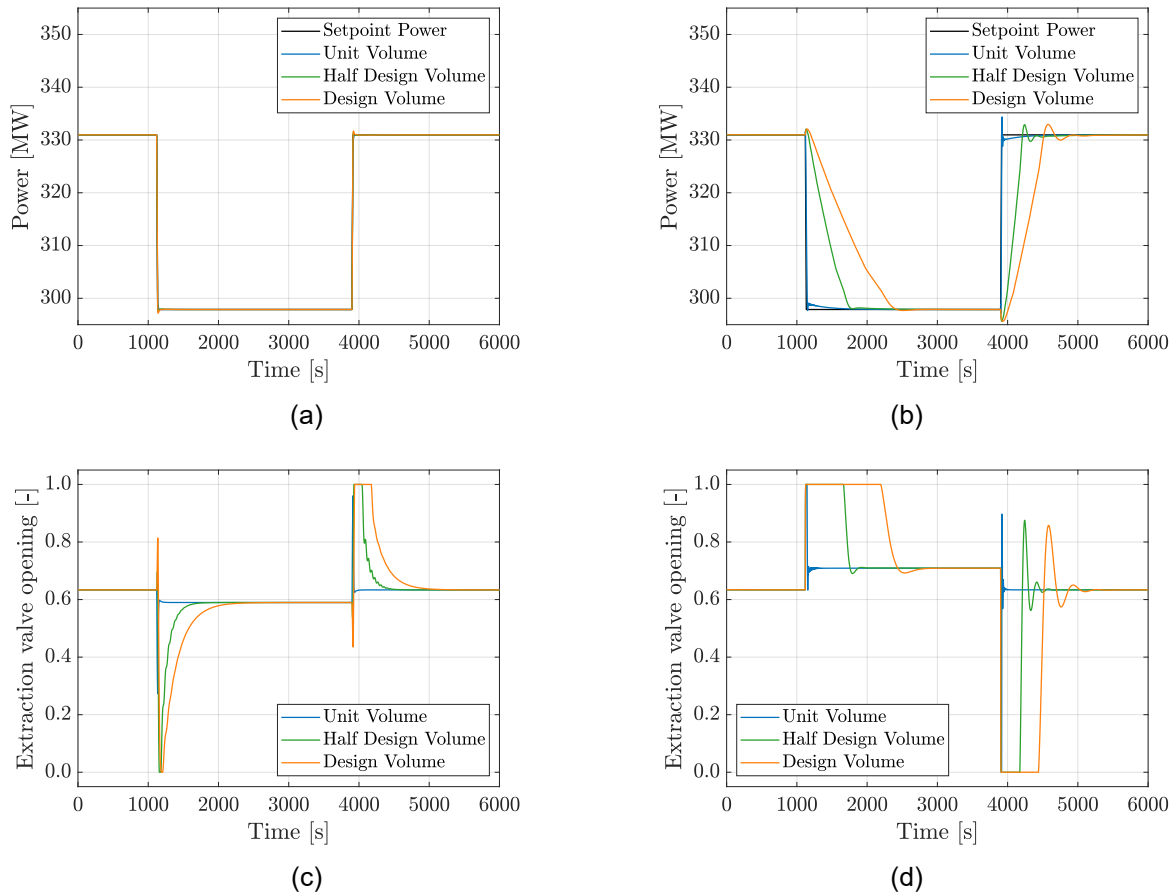 350
340
330
320
310
300
Power [MW]
Setpoint Power
Unit Volume
Half Design Volume
Design Volume
0 1000 2000 3000 4000 5000 6000
Time [s]
(a)
350
340
330
320
310
300
Power [MW]
Setpoint Power
Unit Volume
Half Design Volume
Design Volume
0 1000 2000 3000 4000 5000 6000
Time [s]
(b)
1.0
0.8
0.6
0.4
0.2
0.0
Extraction valve opening [-]
Unit Volume
Half Design Volume
Design Volume
0 1000 2000 3000 4000 5000 6000
Time [s]
(c)
1.0
0.8
0.6
0.4
0.2
0.0
Extraction valve opening [-]
Unit Volume
Half Design Volume
Design Volume
0 1000 2000 3000 4000 5000 6000
Time [s]
(d)